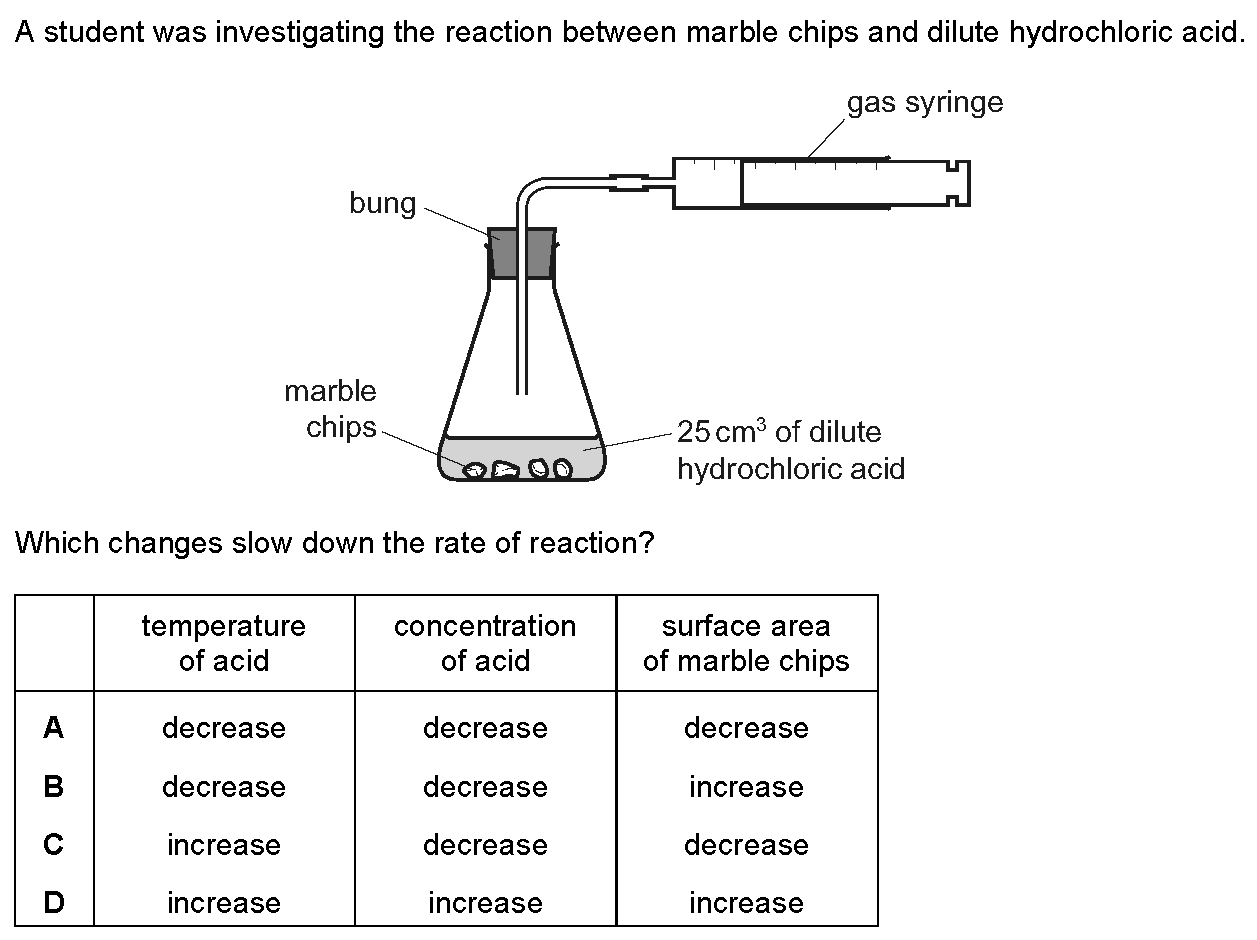 A student was investigating the reaction between marble chips and dilute hydrochloric acid.
gas syringe
bung
marble
chips
25 cm³ of dilute
hydrochloric acid
Which changes slow down the rate of reaction?
temperature of acid concentration of acid surface area of marble chips
A decrease decrease decrease
B decrease decrease increase
C increase decrease decrease
D increase increase increase